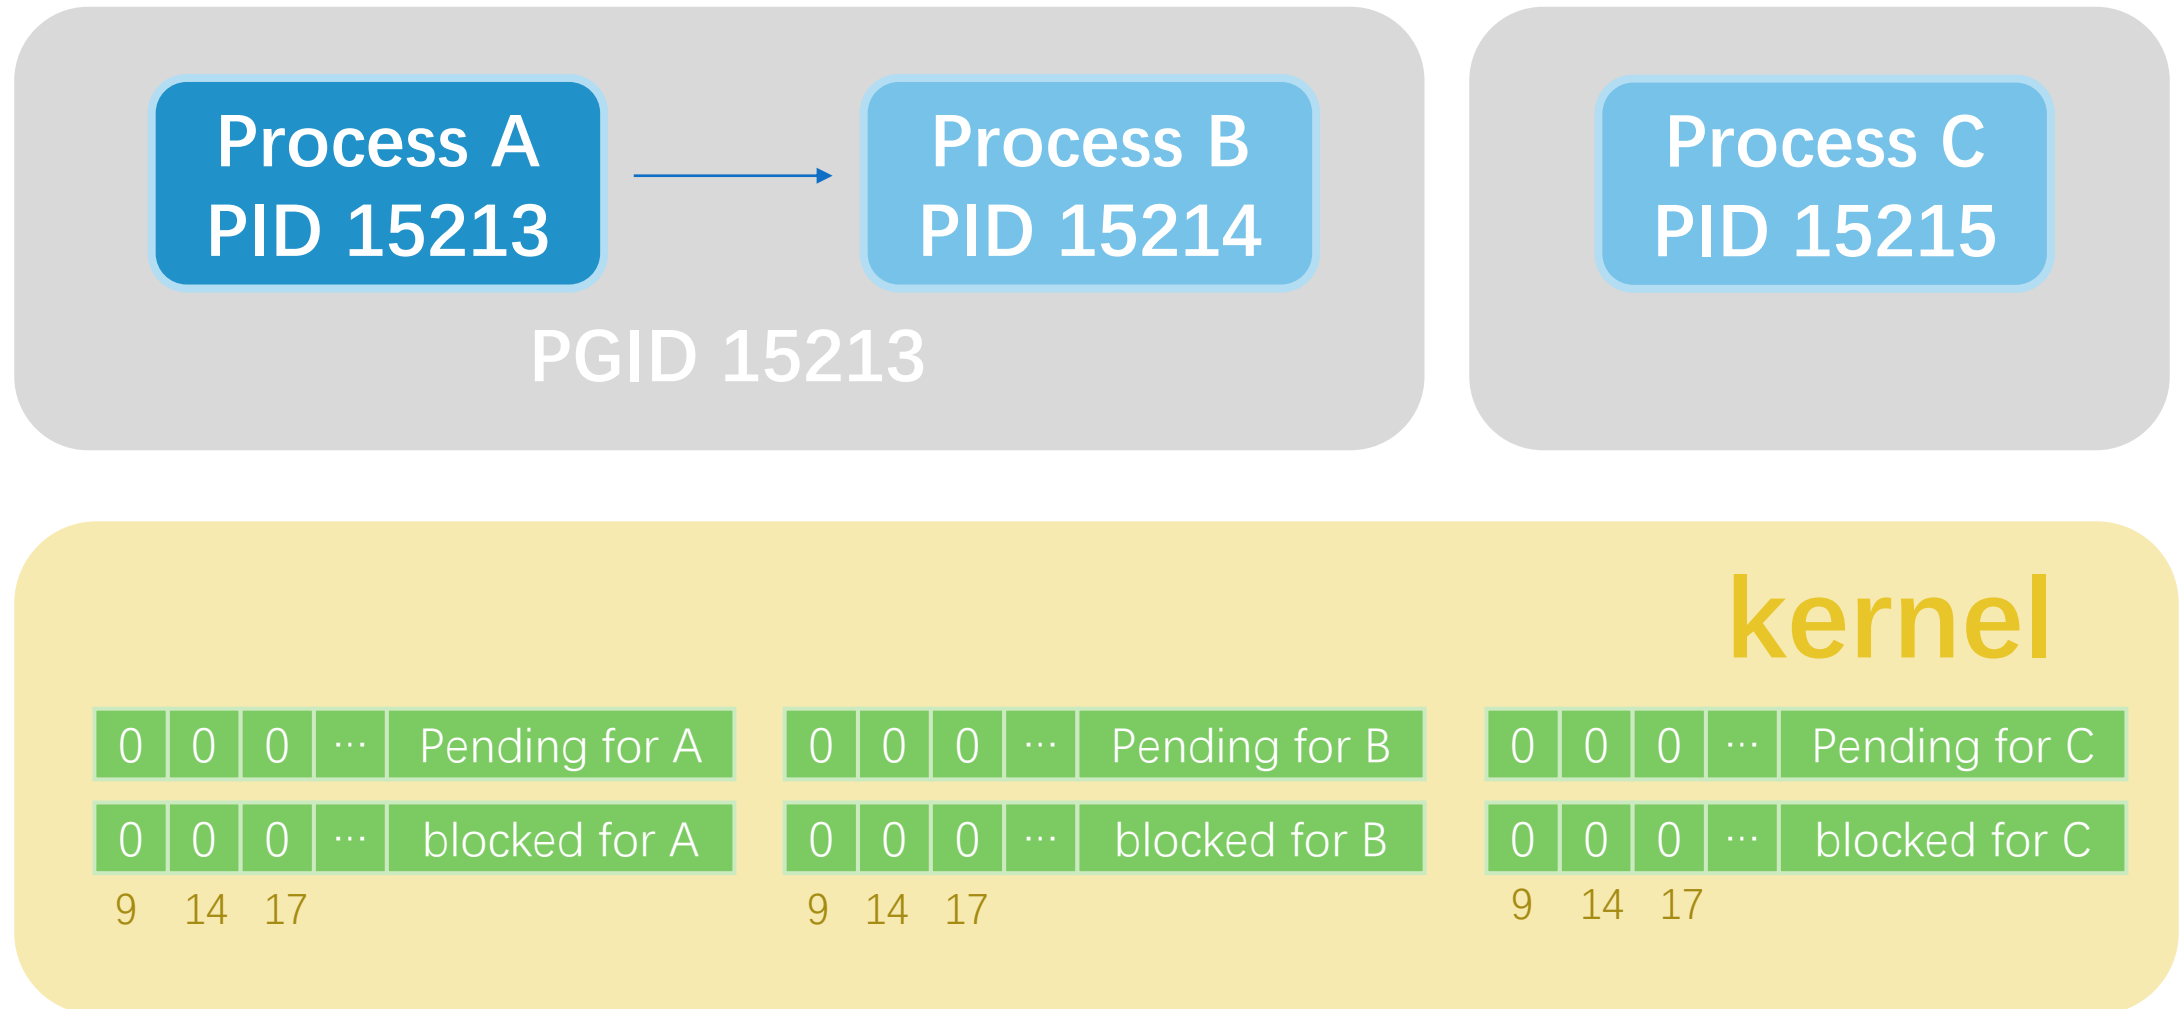 Process A
PID 15213
Process B
PID 15214
Process C
PID 15215
PGID 15213
kernel
0 0 0 ... Pending for A
0 0 0 ... Pending for B
0 0 0 ... Pending for C
0 0 0 ... blocked for A
0 0 0 ... blocked for B
0 0 0 ... blocked for C
9 14 17
9 14 17
9 14 17